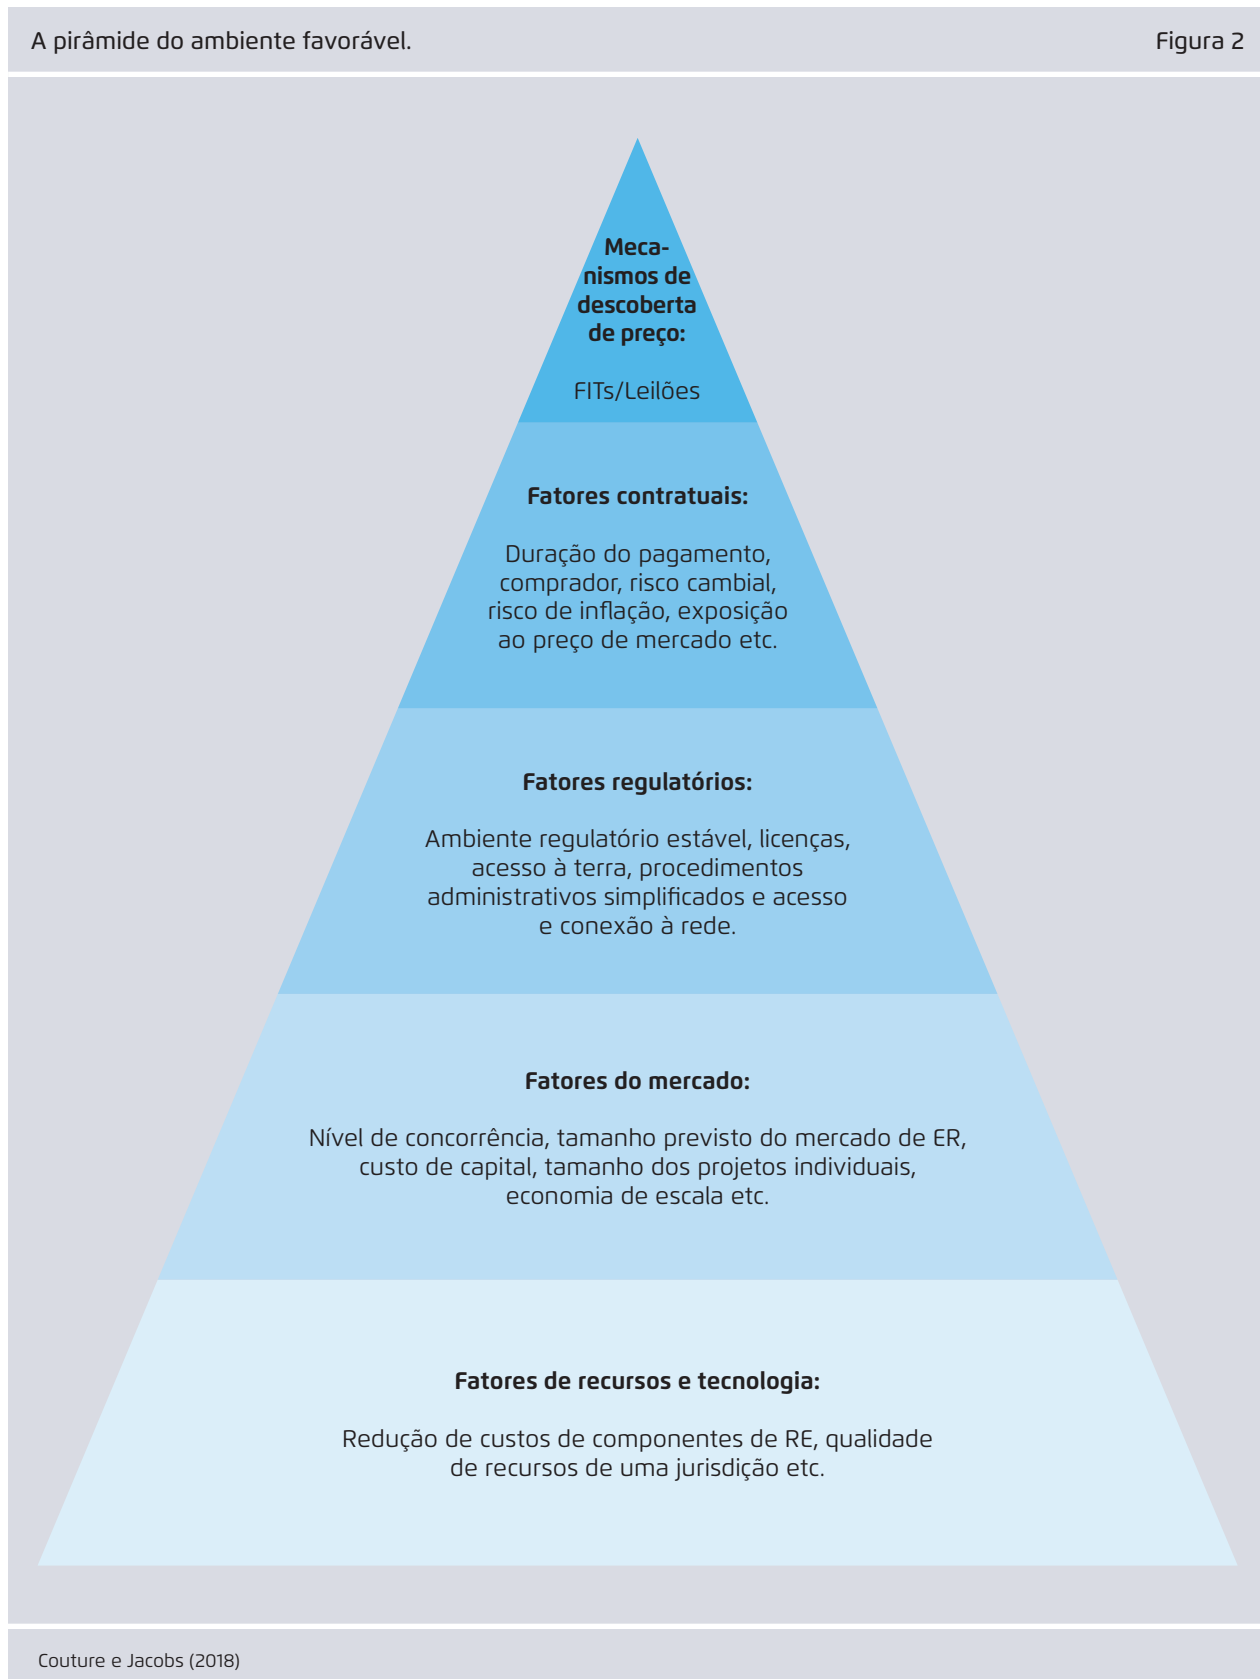 A pirâmide do ambiente favorável.
Figura 2
Meca-
nismos de
descoberta
de preço:
FITs/Leilões
Fatores contratuais:
Duração do pagamento,
comprador, risco cambial,
risco de inflação, exposição
ao preço de mercado etc.
Fatores regulatórios:
Ambiente regulatório estável, licenças,
acesso à terra, procedimentos
administrativos simplificados e acesso
e conexão à rede.
Fatores do mercado:
Nível de concorrência, tamanho previsto do mercado de ER,
custo de capital, tamanho dos projetos individuais,
economia de escala etc.
Fatores de recursos e tecnologia:
Redução de custos de componentes de RE, qualidade
de recursos de uma jurisdição etc.
Couture e Jacobs (2018)